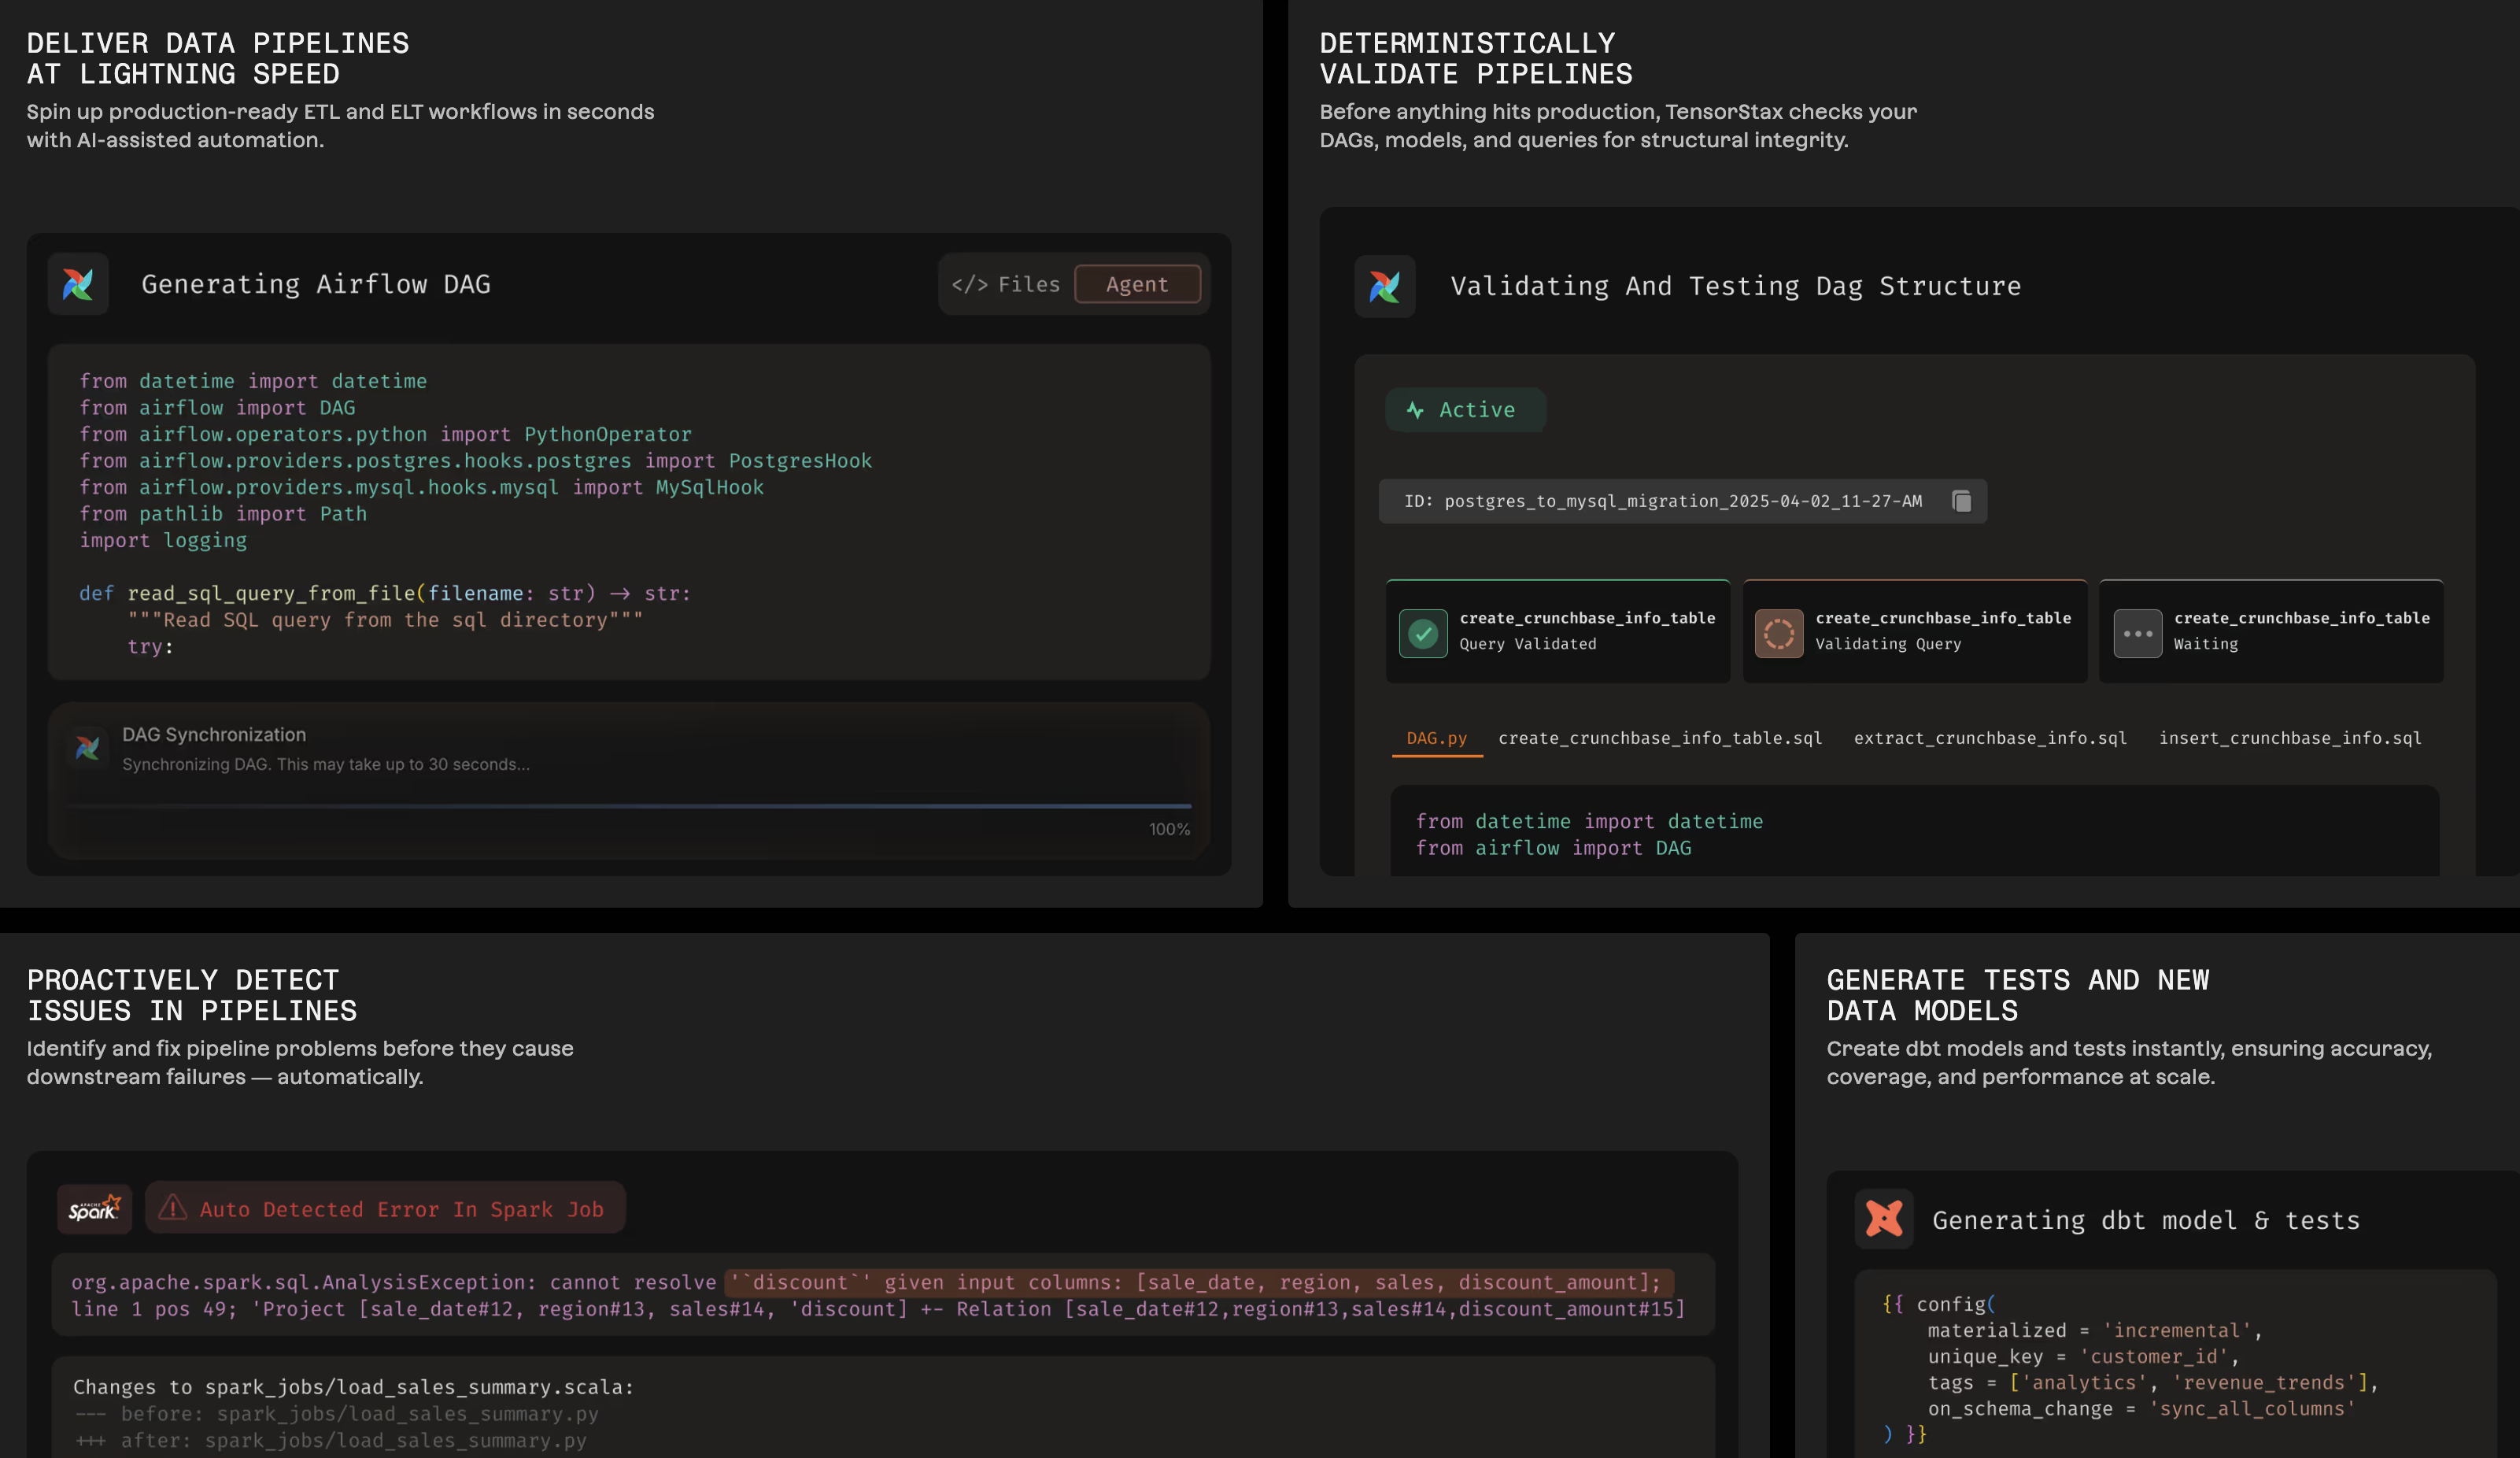 DELIVER DATA PIPELINES
AT LIGHTNING SPEED
Spin up production-ready ETL and ELT workflows in seconds
with AI-assisted automation.
Generating Airflow DAG
</> Files
Agent
from datetime import datetime
from airflow import DAG
from airflow.operators.python import PythonOperator
from airflow.providers.postgres.hooks.postgres import PostgresHook
from airflow.providers.mysql.hooks.mysql import MySqlHook
from pathlib import Path
import logging
def read_sql_query_from_file(filename: str) -> str:
"""Read SQL query from the sql directory"""
try:
DAG Synchronization
Synchronizing DAG. This may take up to 30 seconds...
100%
DETERMINISTICALLY
VALIDATE PIPELINES
Before anything hits production, TensorStax checks your
DAGs, models, and queries for structural integrity.
Validating And Testing Dag Structure
Active
ID: postgres_to_mysql_migration_2025-04-02_11-27-AM
create_crunchbase_info_table
Query Validated
create_crunchbase_info_table
Validating Query
create_crunchbase_info_table
Waiting
DAG.py create_crunchbase_info_table.sql extract_crunchbase_info.sql insert_crunchbase_info.sql
from datetime import datetime
from airflow import DAG
PROACTIVELY DETECT
ISSUES IN PIPELINES
Identify and fix pipeline problems before they cause
downstream failures — automatically.
APACHE
Spark
Auto Detected Error In Spark Job
org.apache.spark.sql.AnalysisException: cannot resolve '`discount`' given input columns: [sale_date, region, sales, discount_amount];
line 1 pos 49; 'Project [sale_date#12, region#13, sales#14, 'discount] +- Relation [sale_date#12,region#13,sales#14,discount_amount#15]
Changes to spark_jobs/load_sales_summary.scala:
--- before: spark_jobs/load_sales_summary.py
+++ after: spark_jobs/load_sales_summary.py
GENERATE TESTS AND NEW
DATA MODELS
Create dbt models and tests instantly, ensuring accuracy,
coverage, and performance at scale.
Generating dbt model & tests
{{ config(
materialized = 'incremental',
unique_key = 'customer_id',
tags = ['analytics', 'revenue_trends'],
on_schema_change = 'sync_all_columns'
) }}